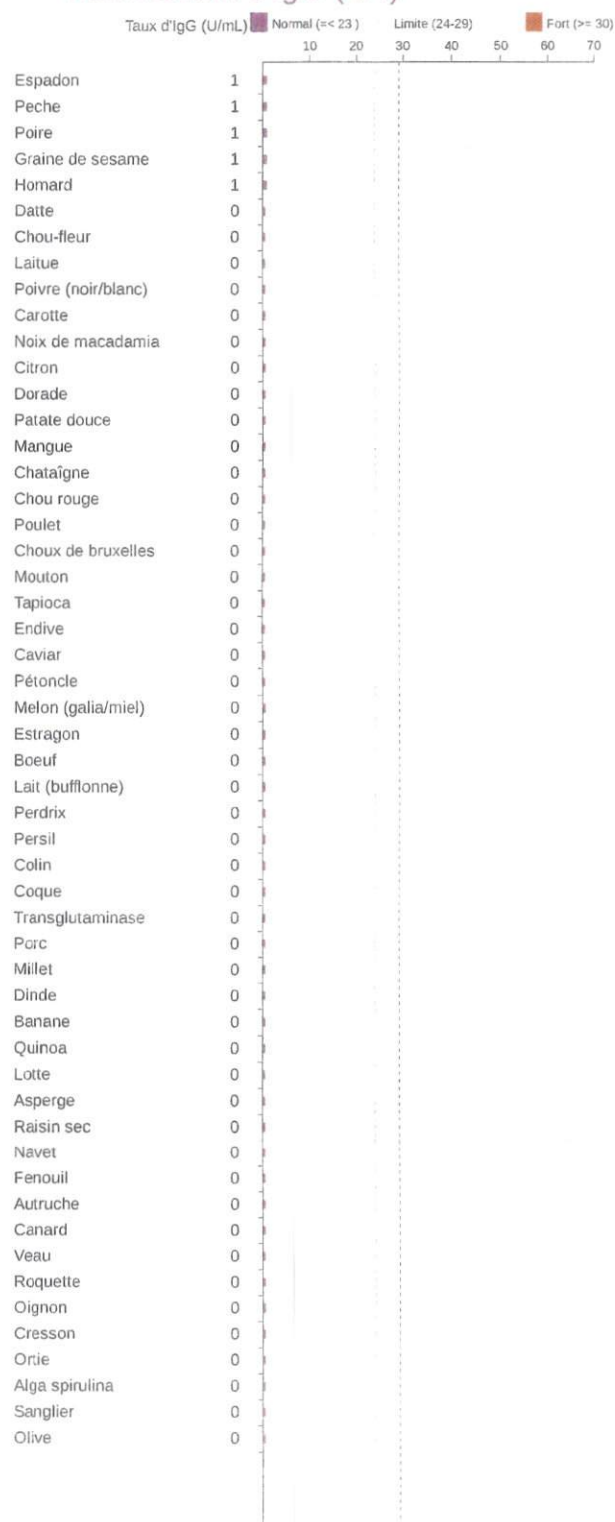 Taux d'IgG (U/mL) Normal (=< 23 ) Limite (24-29) Fort (>= 30)
10 20 30 40 50 60 70
Espadon 1
Peche 1
Poire 1
Graine de sesame 1
Homard 1
Datte 0
Chou-fleur 0
Laitue 0
Poivre (noir/blanc) 0
Carotte 0
Noix de macadamia 0
Citron 0
Dorade 0
Patate douce 0
Mangue 0
Chataîgne 0
Chou rouge 0
Poulet 0
Choux de bruxelles 0
Mouton 0
Tapioca 0
Endive 0
Caviar 0
Pétoncle 0
Melon (galia/miel) 0
Estragon 0
Boeuf 0
Lait (bufflonne) 0
Perdrix 0
Persil 0
Colin 0
Coque 0
Transglutaminase 0
Porc 0
Millet 0
Dinde 0
Banane 0
Quinoa 0
Lotte 0
Asperge 0
Raisin sec 0
Navet 0
Fenouil 0
Autruche 0
Canard 0
Veau 0
Roquette 0
Oignon 0
Cresson 0
Ortie 0
Alga spirulina 0
Sanglier 0
Olive 0